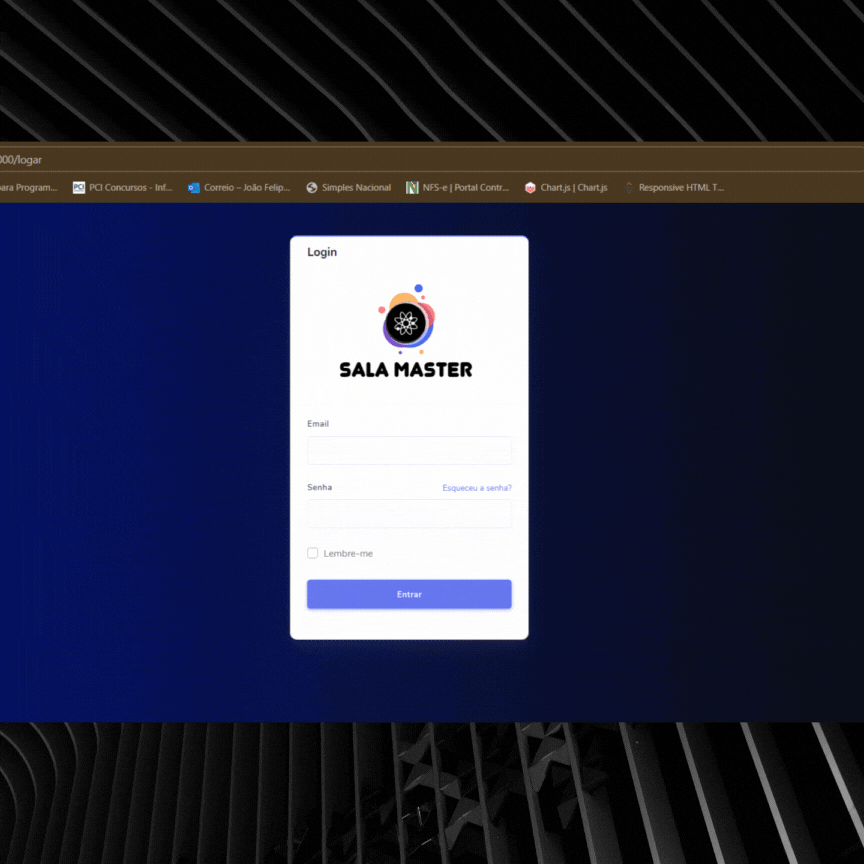 000/logar
para Program... PCI PCI Concursos - Inf... Correio – João Felip... Simples Nacional NFS-e | Portal Contr... Chart.js | Chart.js Responsive HTML T...
Login
SALA MASTER
Email
Senha Esqueceu a senha?
Lembre-me
Entrar